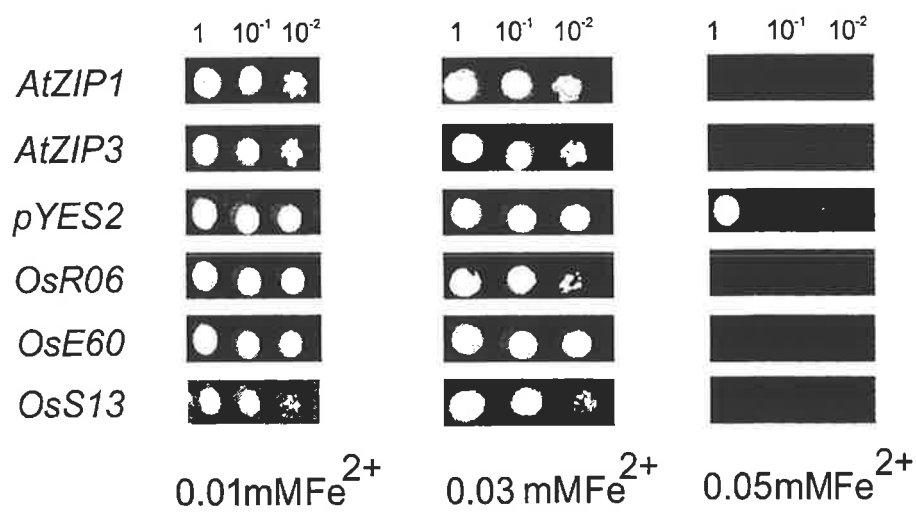 1 10⁻¹ 10⁻² 1 10⁻¹ 10⁻² 1 10⁻¹ 10⁻²
AtZIP1
AtZIP3
pYES2
OsR06
OsE60
OsS13
0.01mMFe²⁺ 0.03 mMFe²⁺ 0.05mMFe²⁺